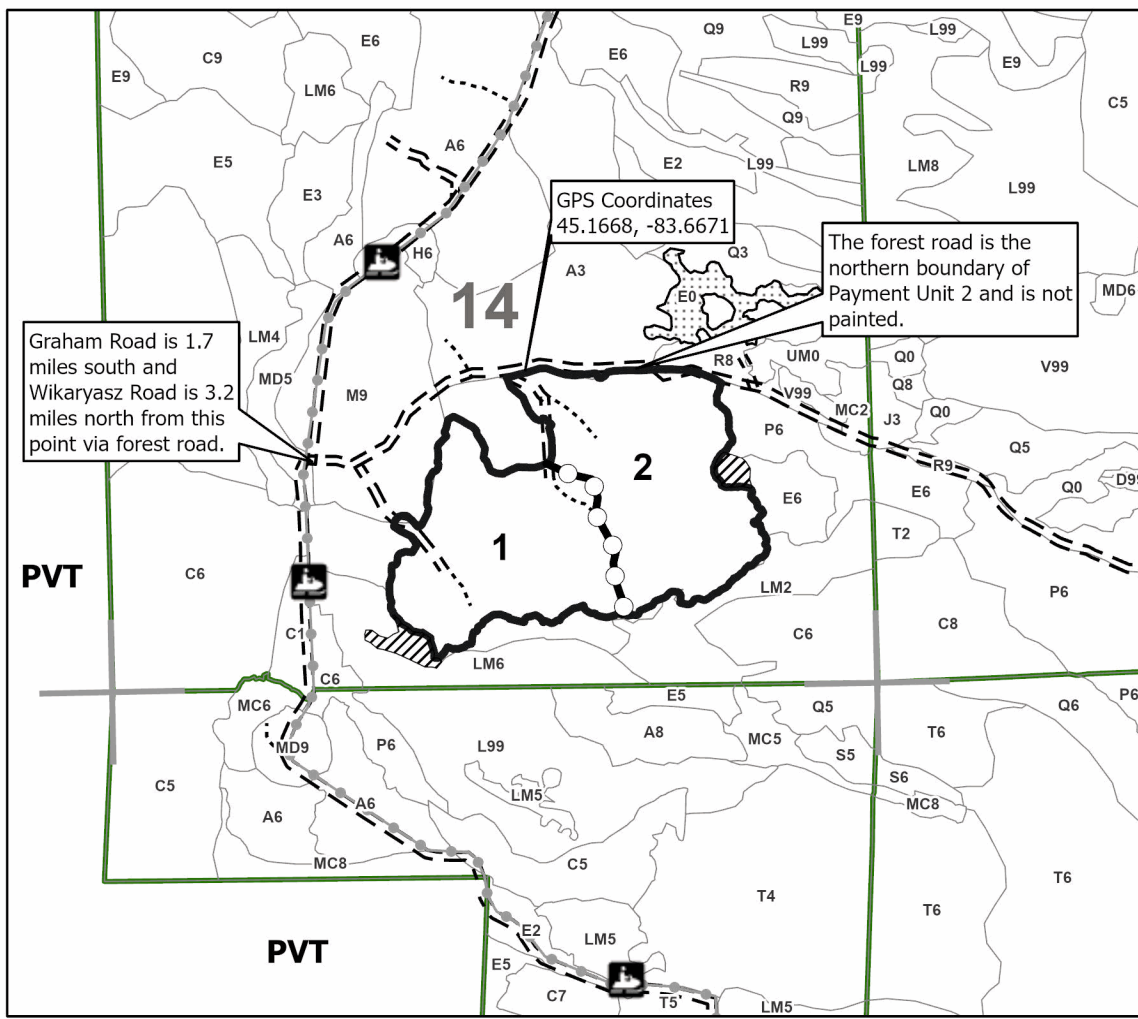 E9
C9
E6
LM6
E5
E3
A6
A6
H6
E6
Q9
L99
E9
L99
L99
E9
R9
Q9
C5
E2
L99
LM8
L99
GPS Coordinates
45.1668, -83.6671
The forest road is the
northern boundary of
Payment Unit 2 and is not
painted.
A3
Q3
E0
MD6
14
Graham Road is 1.7
miles south and
Wikaryasz Road is 3.2
miles north from this
point via forest road.
LM4
MD5
M9
R8
UM0
V99
MC2
Q0
Q8
J3
Q0
V99
P6
R9
Q5
Q0
D99
E6
E6
T2
2
1
PVT
C6
C1
LM2
C6
C8
P6
LM6
C6
MC6
MD9
P6
L99
E5
A8
MC5
Q5
S5
S6
MC8
T6
Q6
P6
C5
A6
A6
LM5
MC8
C5
T4
T6
T6
PVT
E2
LM5
E5
C7
T5
LM5